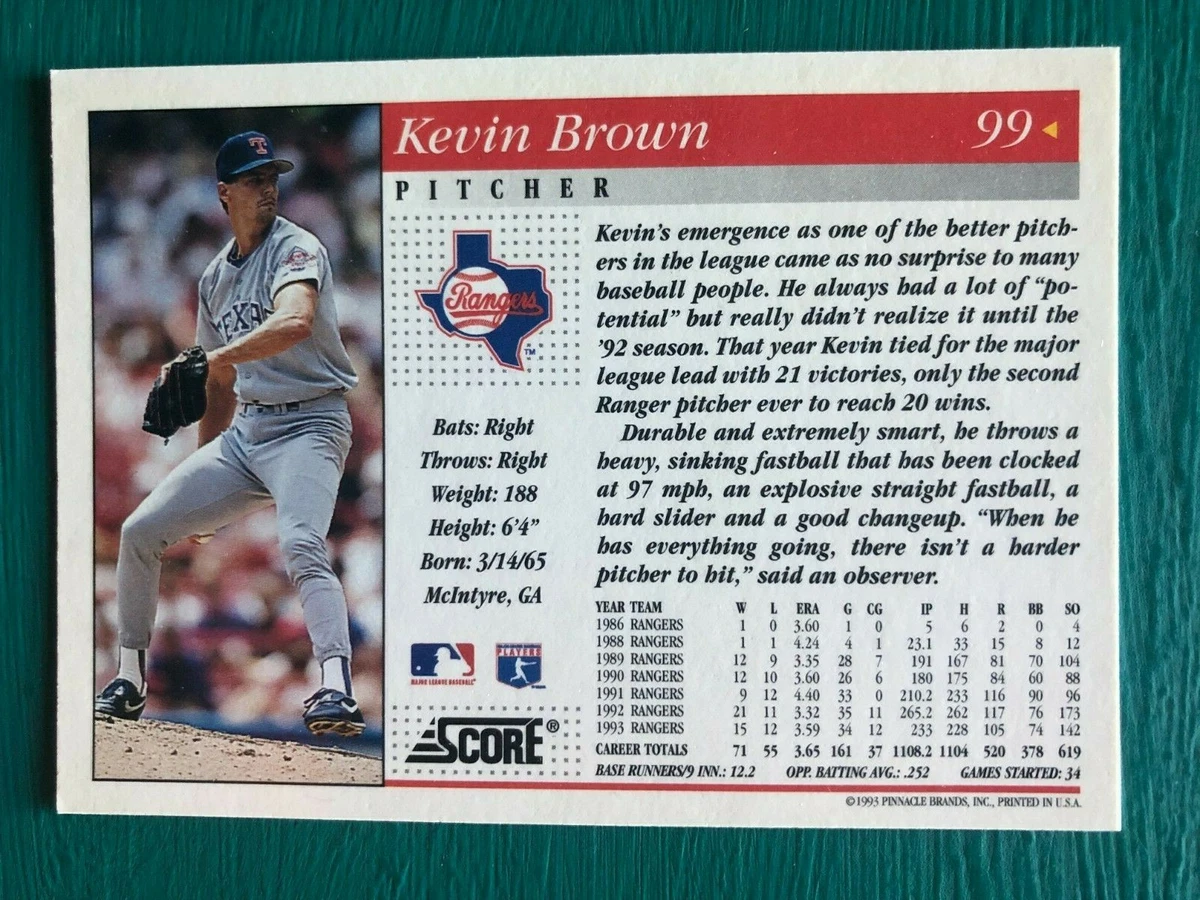 Kevin Brown 99
PITCHER
T
TEXA
Rangers
TM
Bats: Right
Throws: Right
Weight: 188
Height: 6'4"
Born: 3/14/65
McIntyre, GA
MAJOR LEAGUE BASEBALL
PLAYERS
SCORE®
Kevin's emergence as one of the better pitch-
ers in the league came as no surprise to many
baseball people. He always had a lot of "po-
tential" but really didn't realize it until the
'92 season. That year Kevin tied for the major
league lead with 21 victories, only the second
Ranger pitcher ever to reach 20 wins.
Durable and extremely smart, he throws a
heavy, sinking fastball that has been clocked
at 97 mph, an explosive straight fastball, a
hard slider and a good changeup. "When he
has everything going, there isn't a harder
pitcher to hit," said an observer.
YEAR TEAM W L ERA G CG IP H R BB SO
1986 RANGERS 1 0 3.60 1 0 5 6 2 0 4
1988 RANGERS 1 1 4.24 4 1 23.1 33 15 8 12
1989 RANGERS 12 9 3.35 28 7 191 167 81 70 104
1990 RANGERS 12 10 3.60 26 6 180 175 84 60 88
1991 RANGERS 9 12 4.40 33 0 210.2 233 116 90 96
1992 RANGERS 21 11 3.32 35 11 265.2 262 117 76 173
1993 RANGERS 15 12 3.59 34 12 233 228 105 74 142
CAREER TOTALS 71 55 3.65 161 37 1108.2 1104 520 378 619
BASE RUNNERS/9 INN.: 12.2 OPP. BATTING AVG.: .252 GAMES STARTED: 34
©1993 PINNACLE BRANDS, INC., PRINTED IN U.S.A.